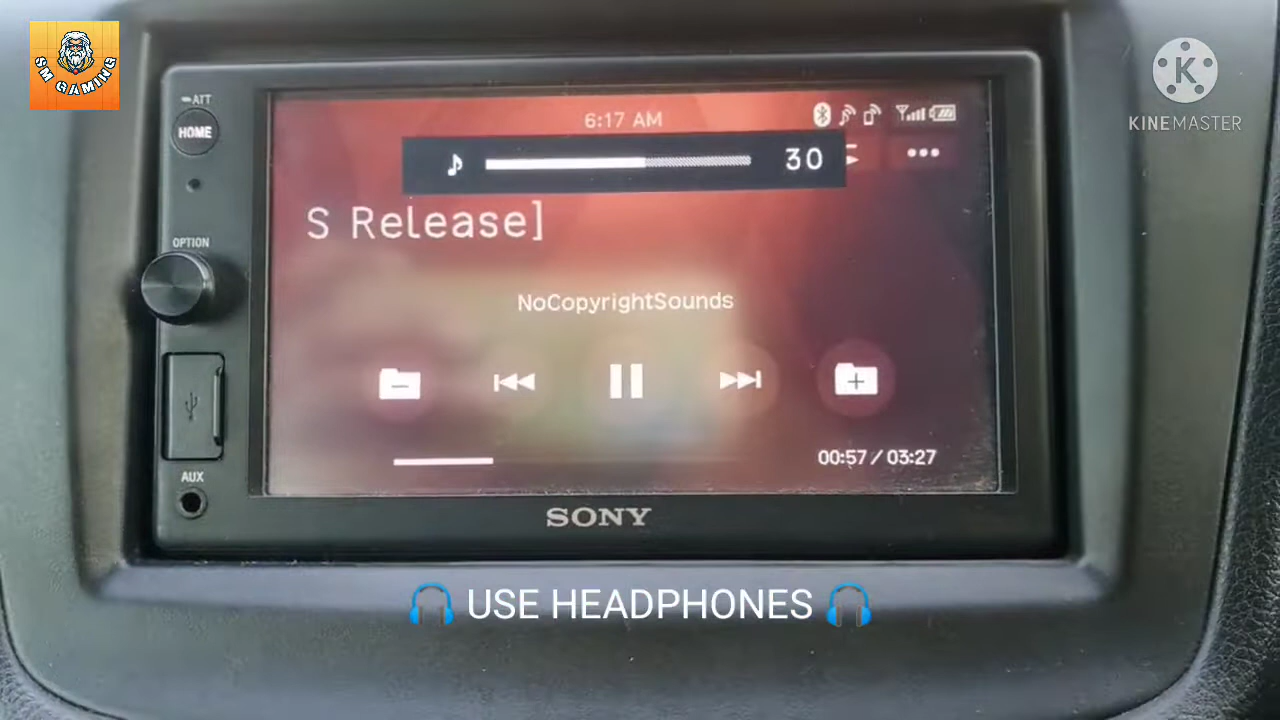 SM GAMING
KINEMASTER
ATT
HOME
6:17 AM
30
OPTION
S Release]
NoCopyrightSounds
00:57 / 03:27
AUX
SONY
🎧 USE HEADPHONES 🎧